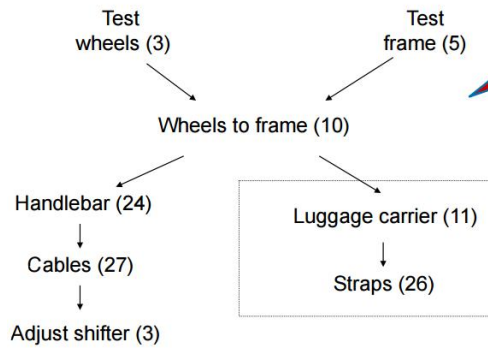 Test
wheels (3)
Test
frame (5)
Wheels to frame (10)
Handlebar (24)
Luggage carrier (11)
Cables (27)
Straps (26)
Adjust shifter (3)